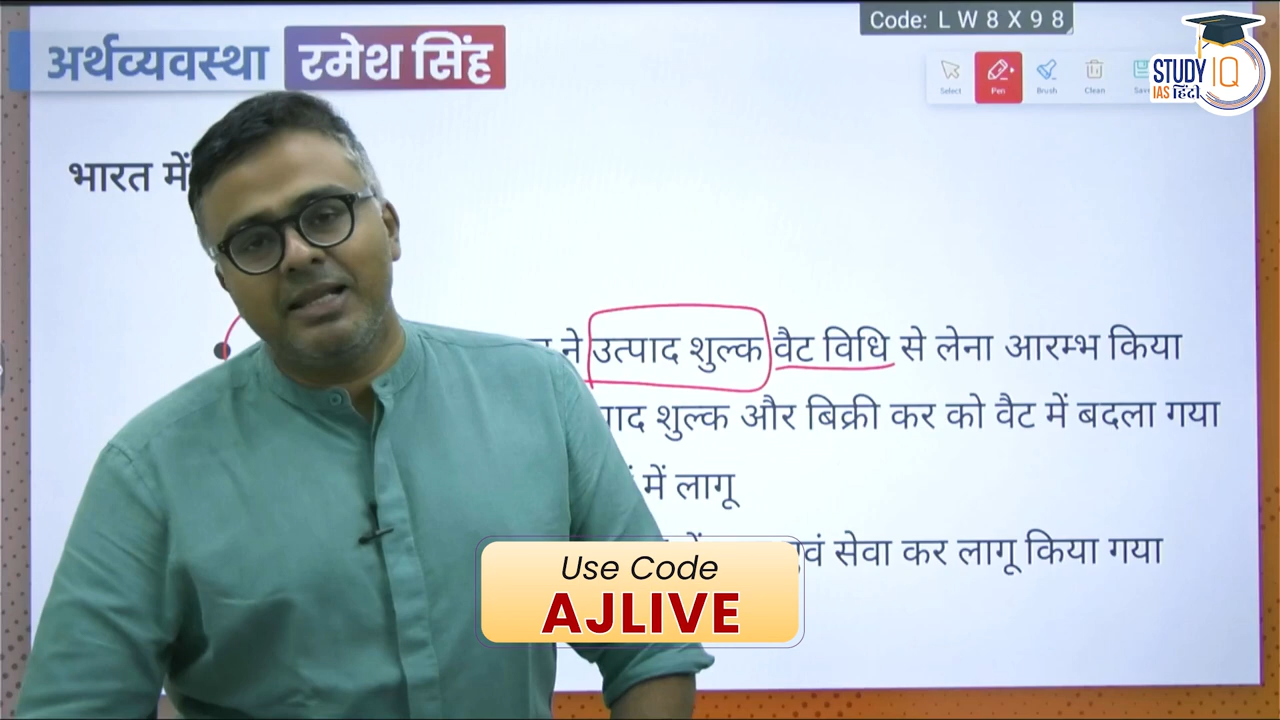 Code: L W 8 X 9 8
अर्थव्यवस्था रमेश सिंह
Select Pen Brush Clean
STUDY IQ
IAS हिंदी
भारत में
ने उत्पाद शुल्क वैट विधि से लेना आरम्भ किया
शुल्क और बिक्री कर को वैट में बदला गया
में लागू
सेवा कर लागू किया गया
Use Code
AJLIVE